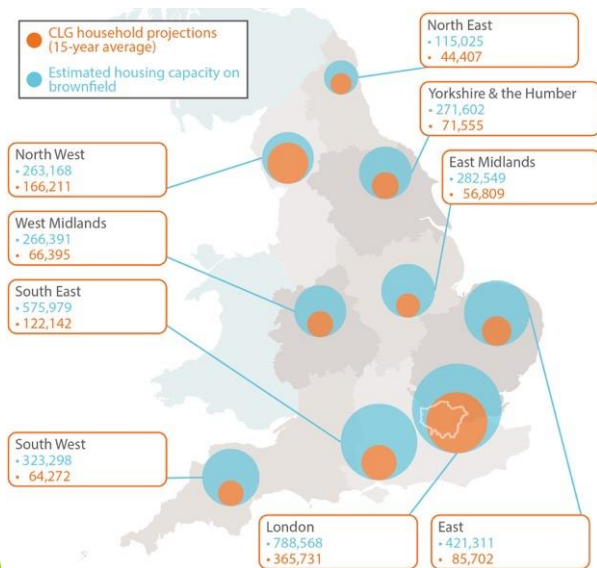 CLG household projections
(15-year average)
Estimated housing capacity on
brownfield
North East
• 115,025
• 44,407
Yorkshire & the Humber
• 271,602
• 71,555
North West
• 263,168
• 166,211
East Midlands
• 282,549
• 56,809
West Midlands
• 266,391
• 66,395
South East
• 575,979
• 122,142
South West
• 323,298
• 64,272
London
• 788,568
• 365,731
East
• 421,311
• 85,702